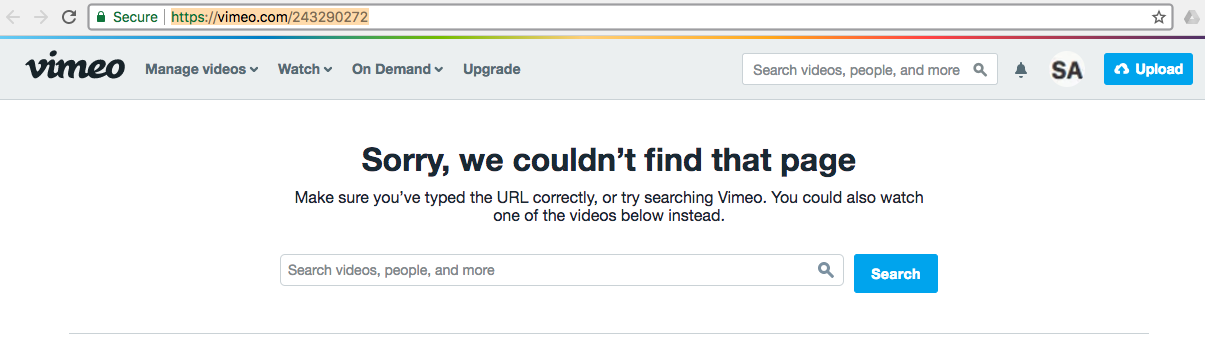 Secure https://vimeo.com/243290272
vimeo Manage videos Watch On Demand Upgrade Search videos, people, and more SA Upload
Sorry, we couldn’t find that page
Make sure you’ve typed the URL correctly, or try searching Vimeo. You could also watch
one of the videos below instead.
Search videos, people, and more Search